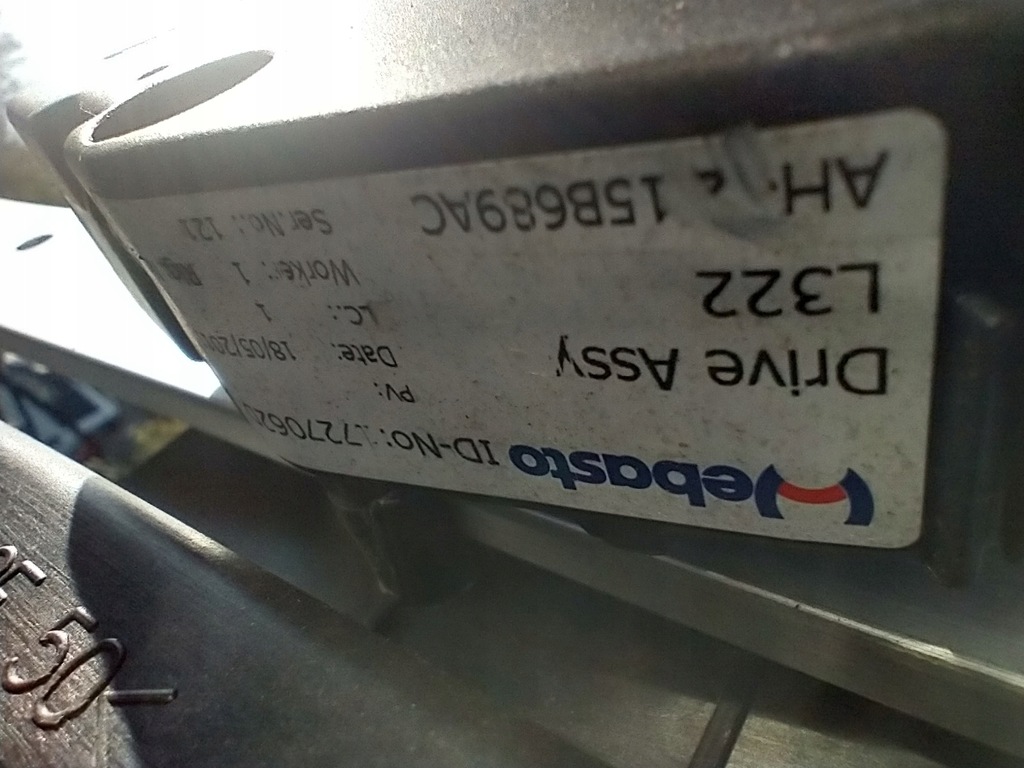 Webasto ID-No.:
Drive Assy PV:
L322 Date: 18/05/20
LC.: 1
Worker: 1
AH 15B689AC Ser.No.: 121
50